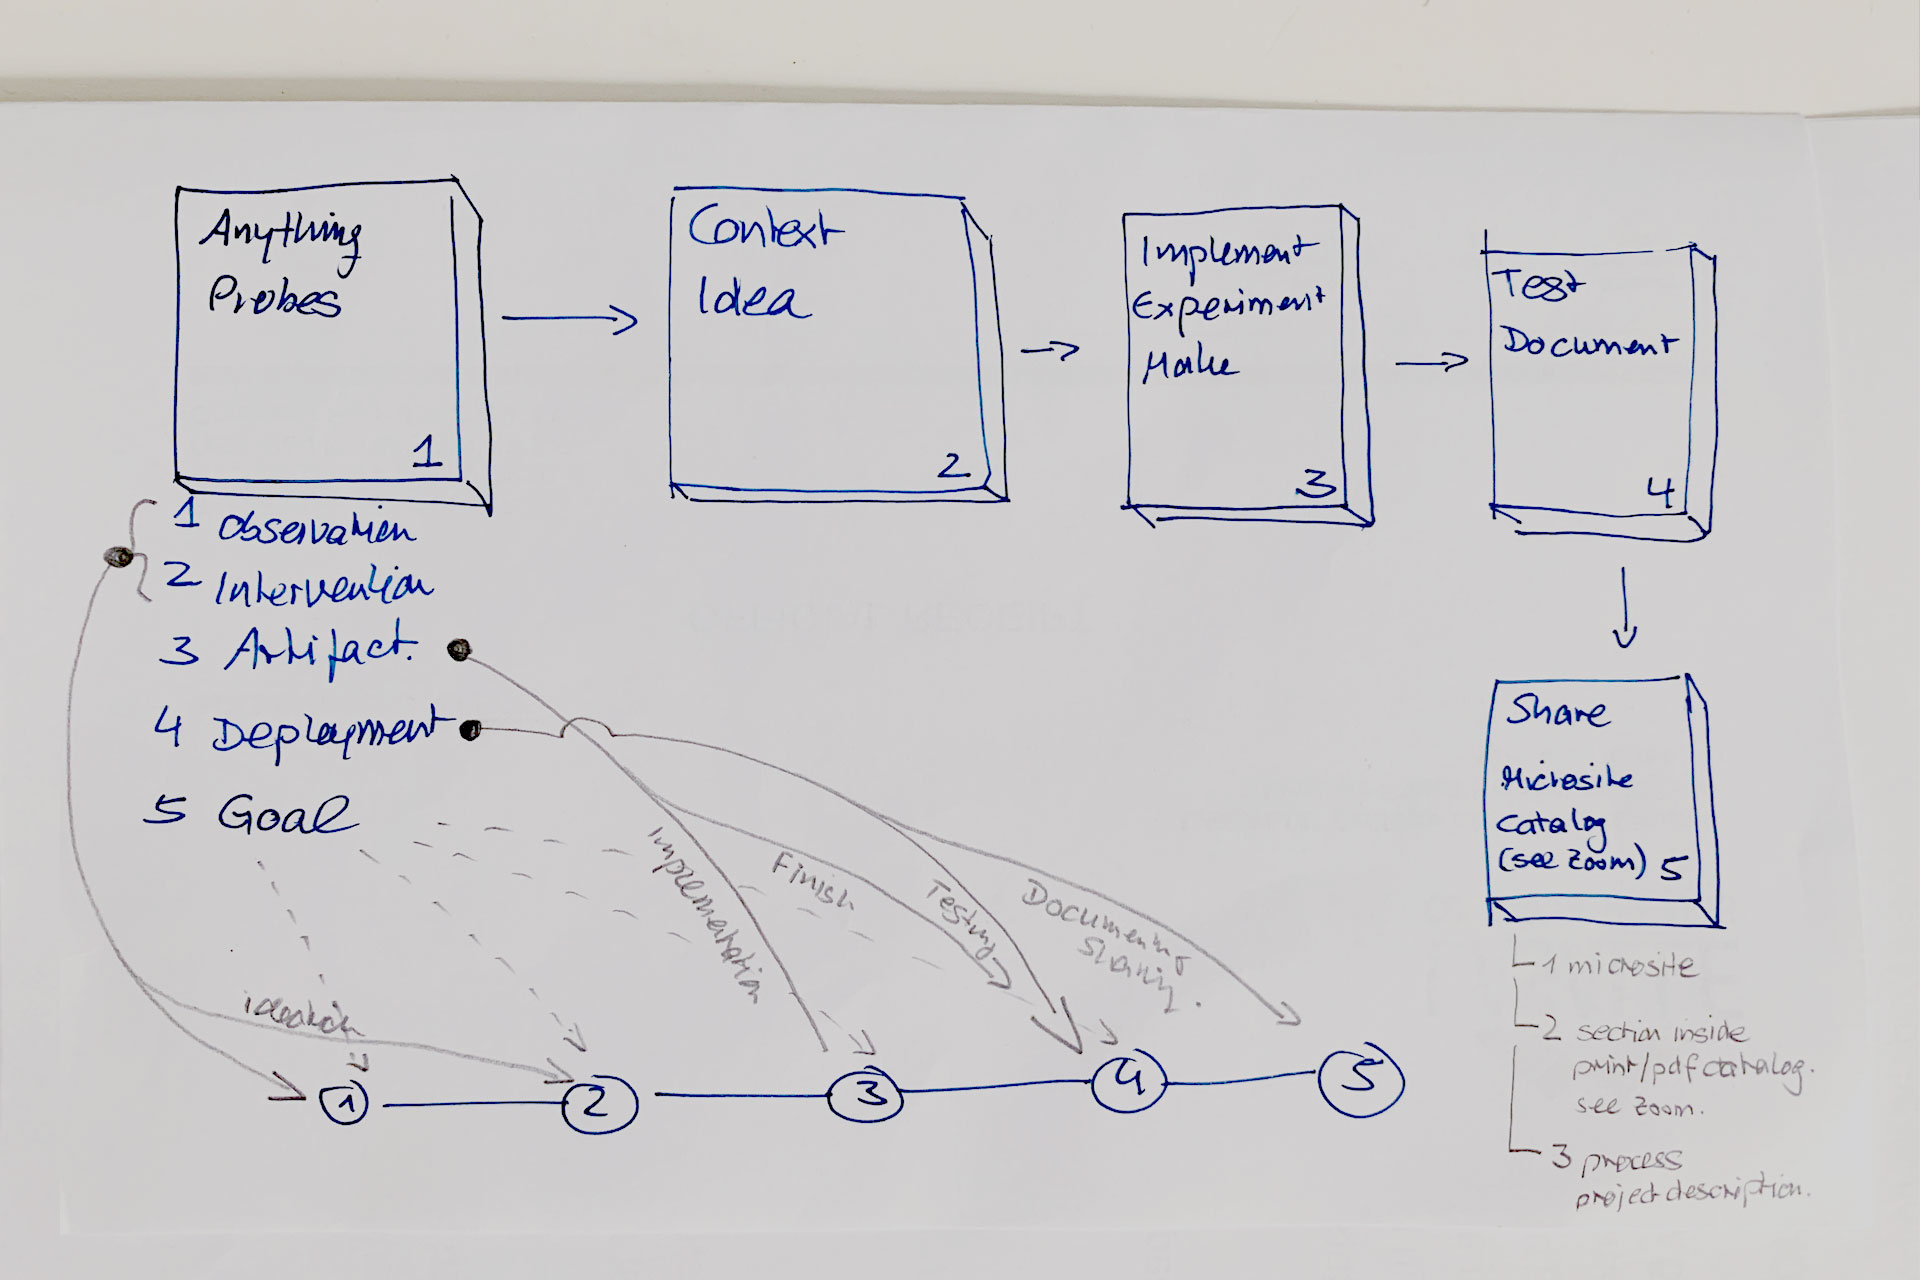 Anything
Probes
1
Context
Idea
2
Implement
Experiment
Make
3
Test
Document
4
Share
Microsite
Catalog
(see Zoom) 5
1 Observation
2 Intervention
3 Artifact.
4 Deployment
5 Goal
ideation
Implementation
Finish
Testing
Document
Sharing.
1
2
3
4
5
1 microsite
2 section inside
print/pdf catalog.
see Zoom.
3 process
project description.